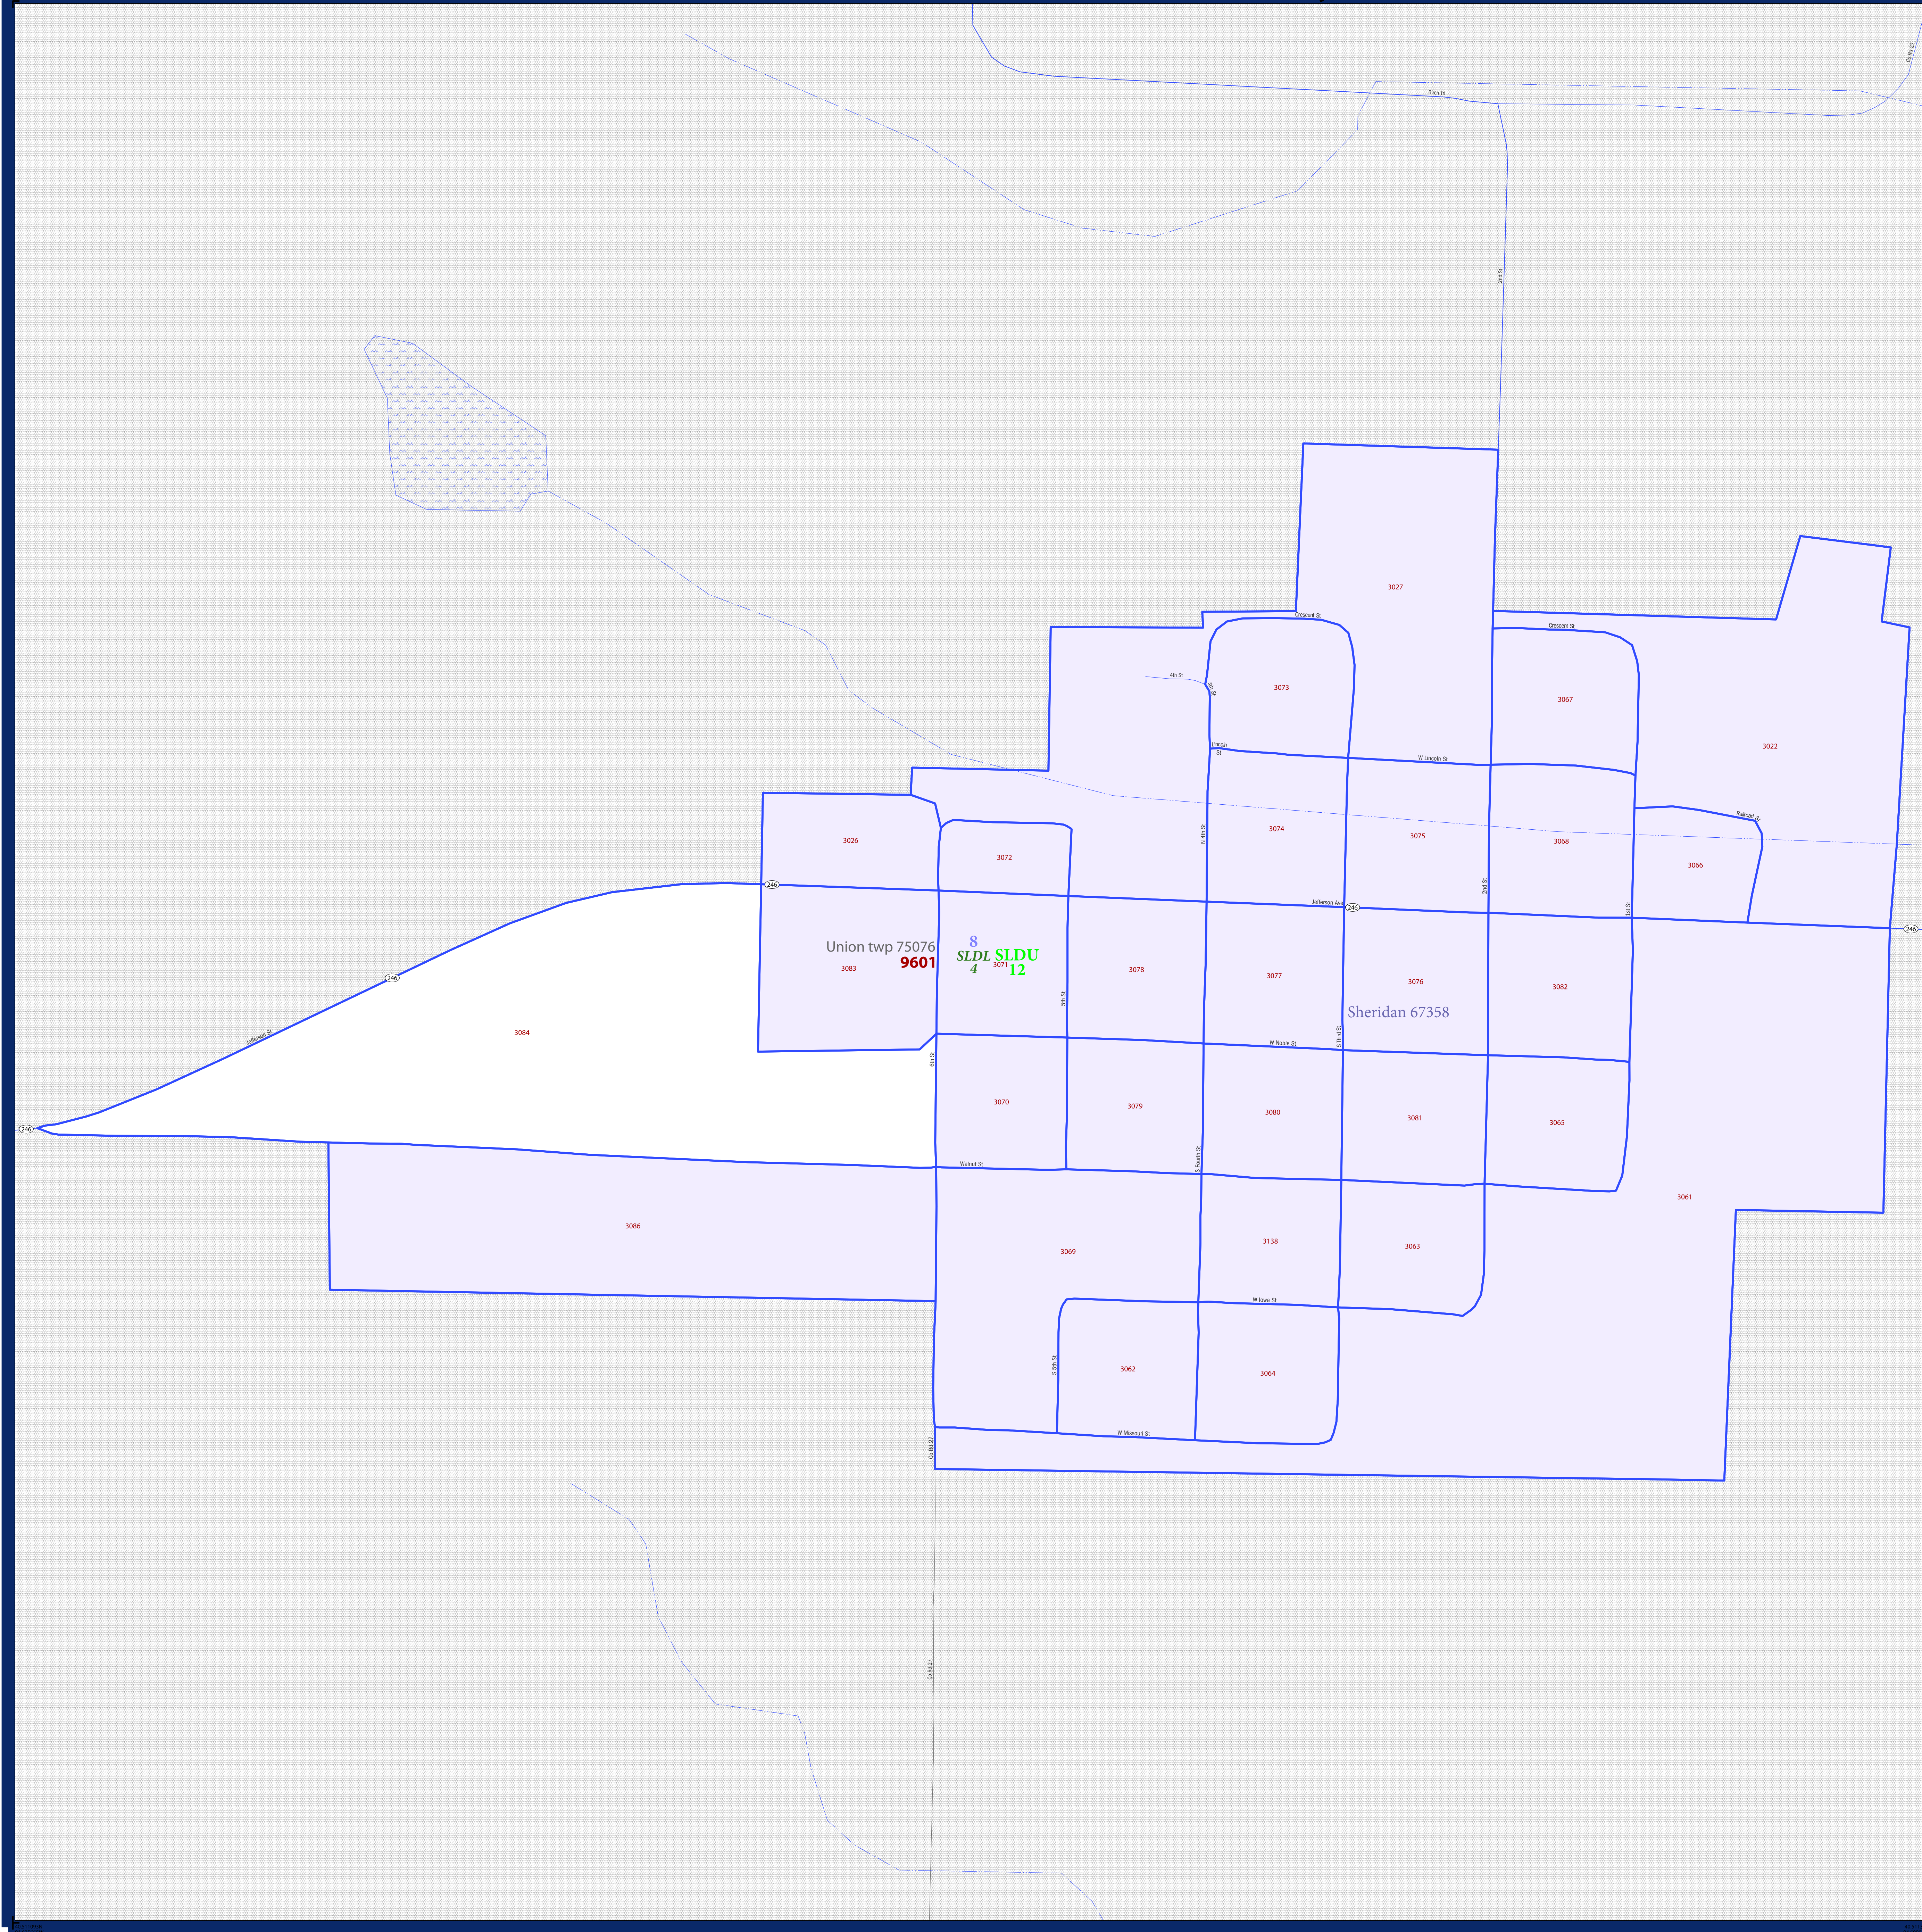 Co Rd 22
Birch Trl
2nd St
3027
Crescent St
Crescent St
4th St
4th St
3073
3067
3022
Lincoln
St
W Lincoln St
Railroad St
3026
3072
N 4th St
3074
3075
3068
3066
246
2nd St
Jefferson Ave
246
1st St
246
Union twp 75076
9601
8
SLDL
4
SLDU
12
3083
3071
3078
3077
3076
3082
246
5th St
Sheridan 67358
3084
Jefferson St
S Third St
W Noble St
6th St
3070
3079
3080
3081
3065
246
Walnut St
S Fourth St
3061
3086
3069
3138
3063
W Iowa St
S 5th St
3062
3064
W Missouri St
Co Rd 27
Co Rd 27